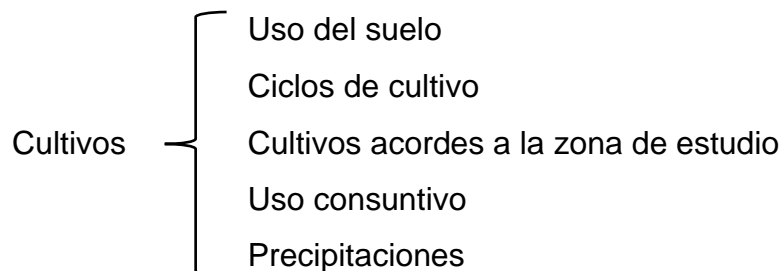 Uso del suelo
Ciclos de cultivo
Cultivos
Cultivos acordes a la zona de estudio
Uso consuntivo
Precipitaciones